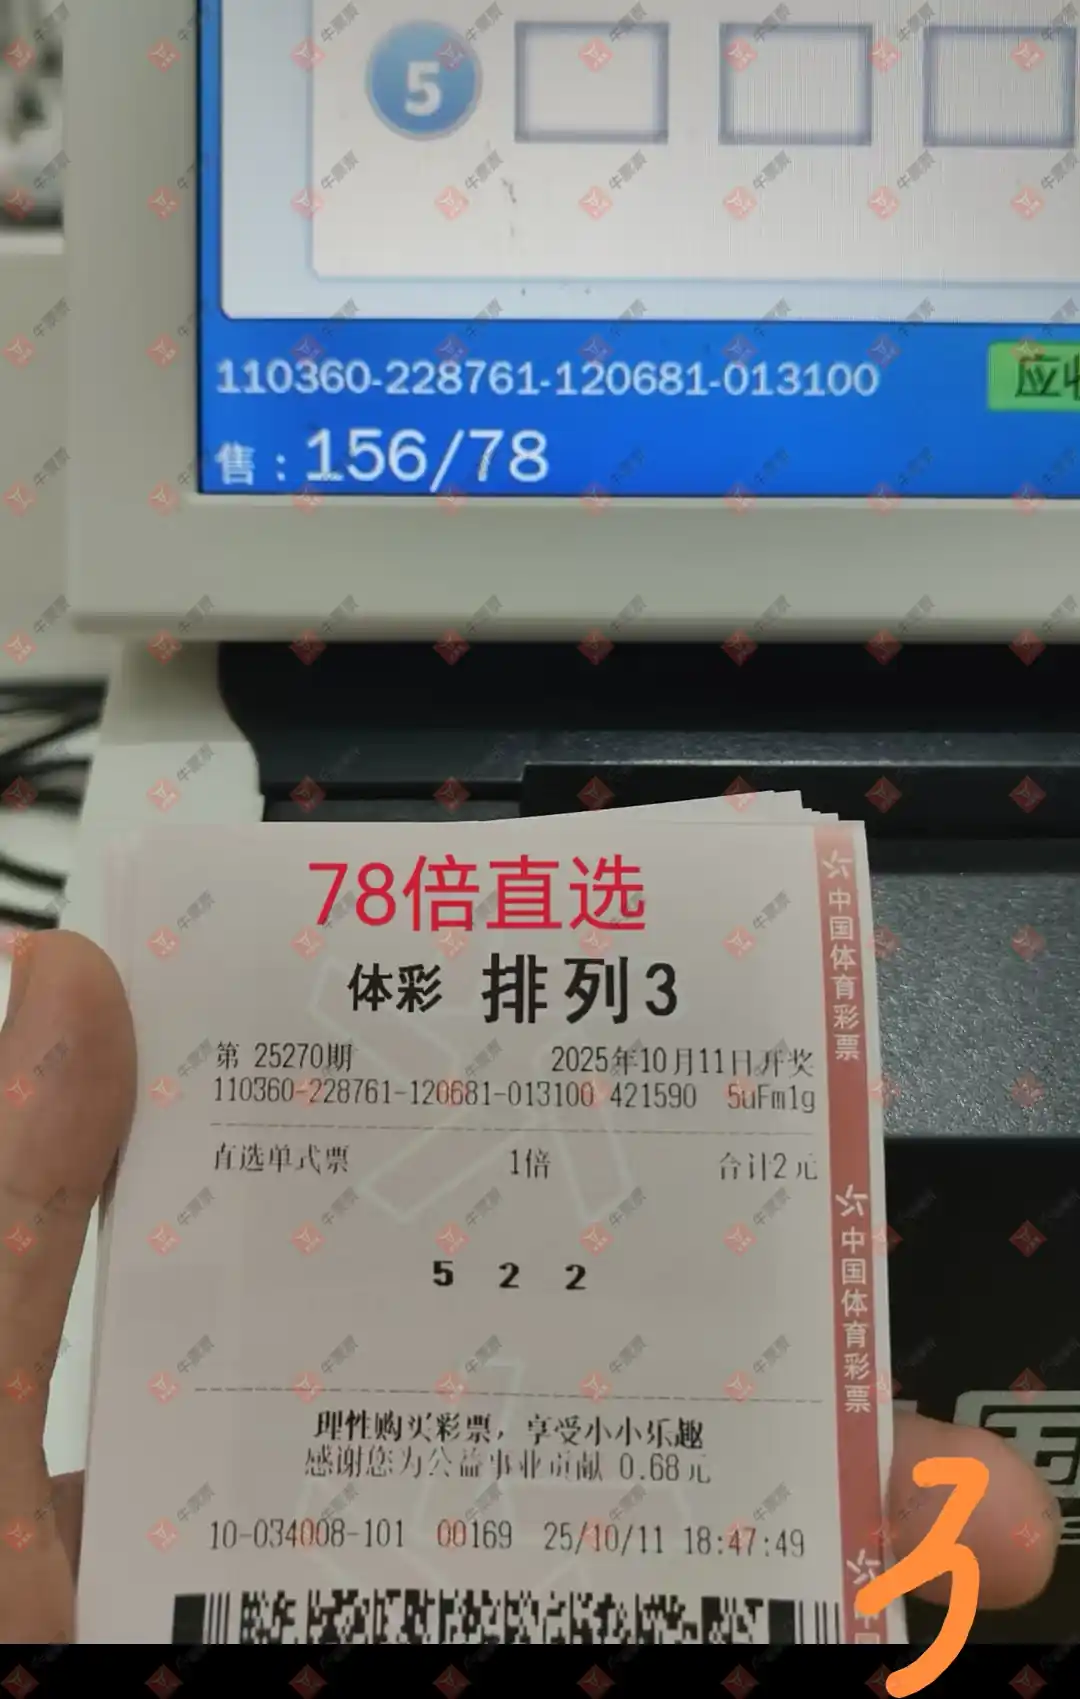 5
110360-228761-120681-013100
应收
售：156/78
78倍直选
体彩 排列3
第 25270期 2025年10月11日开奖
110360-228761-120681-013100 421590 5uFm1g
直选单式票 1倍 合计2元
5 2 2
理性购买彩票，享受小小乐趣
感谢您为公益事业贡献 0.68元
10-034008-101 00169 25/10/11 18:47:49
中国体育彩票
中国体育彩票
中国
3
牛票票